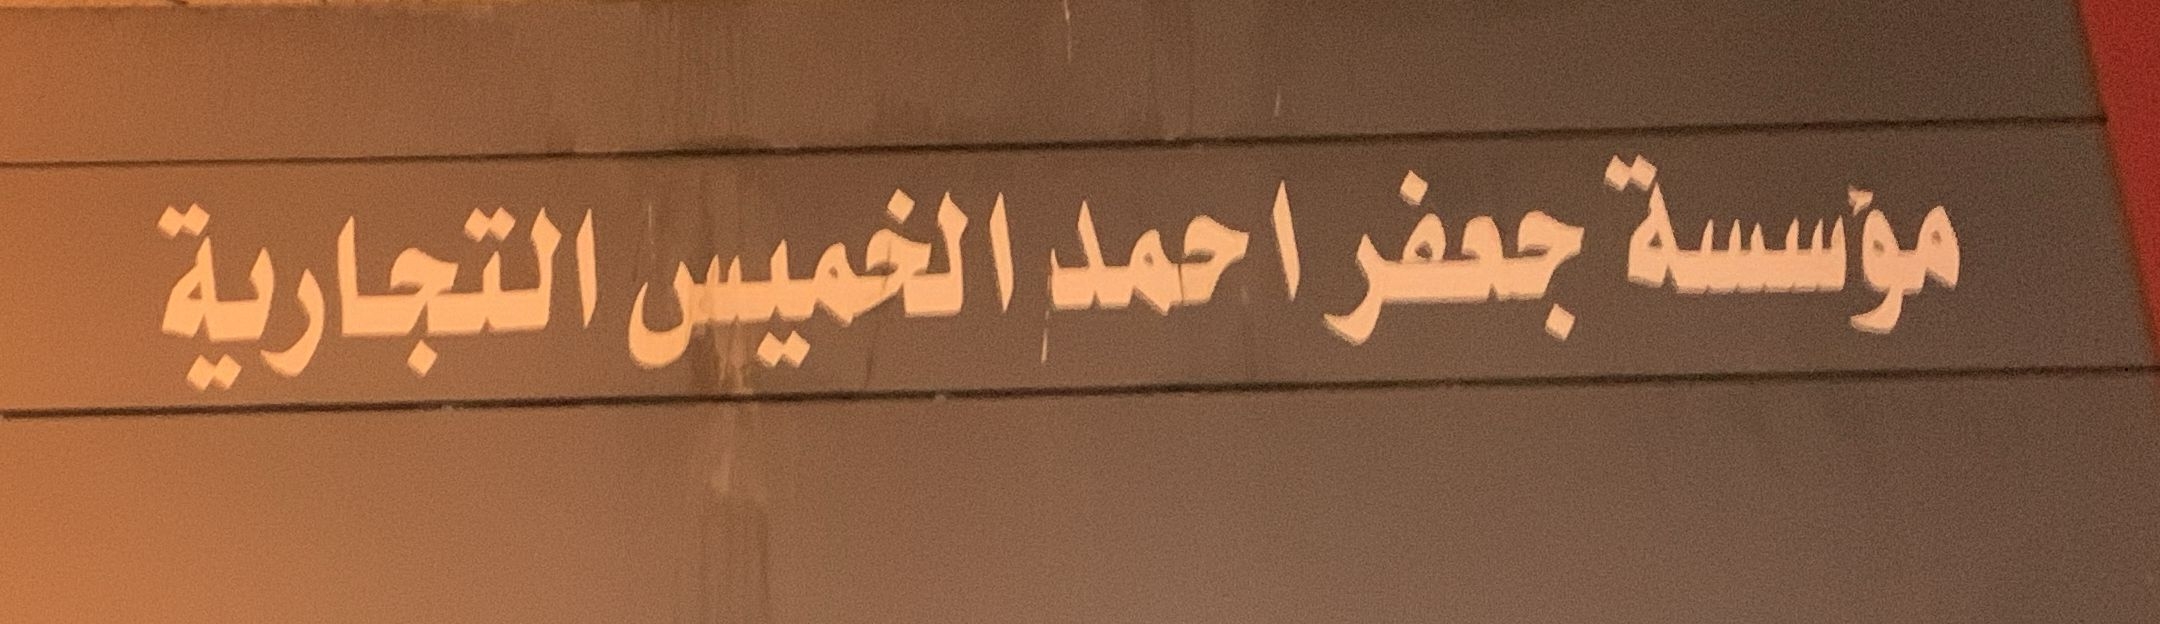 مؤسسة جعفر احمد الخميس التجارية